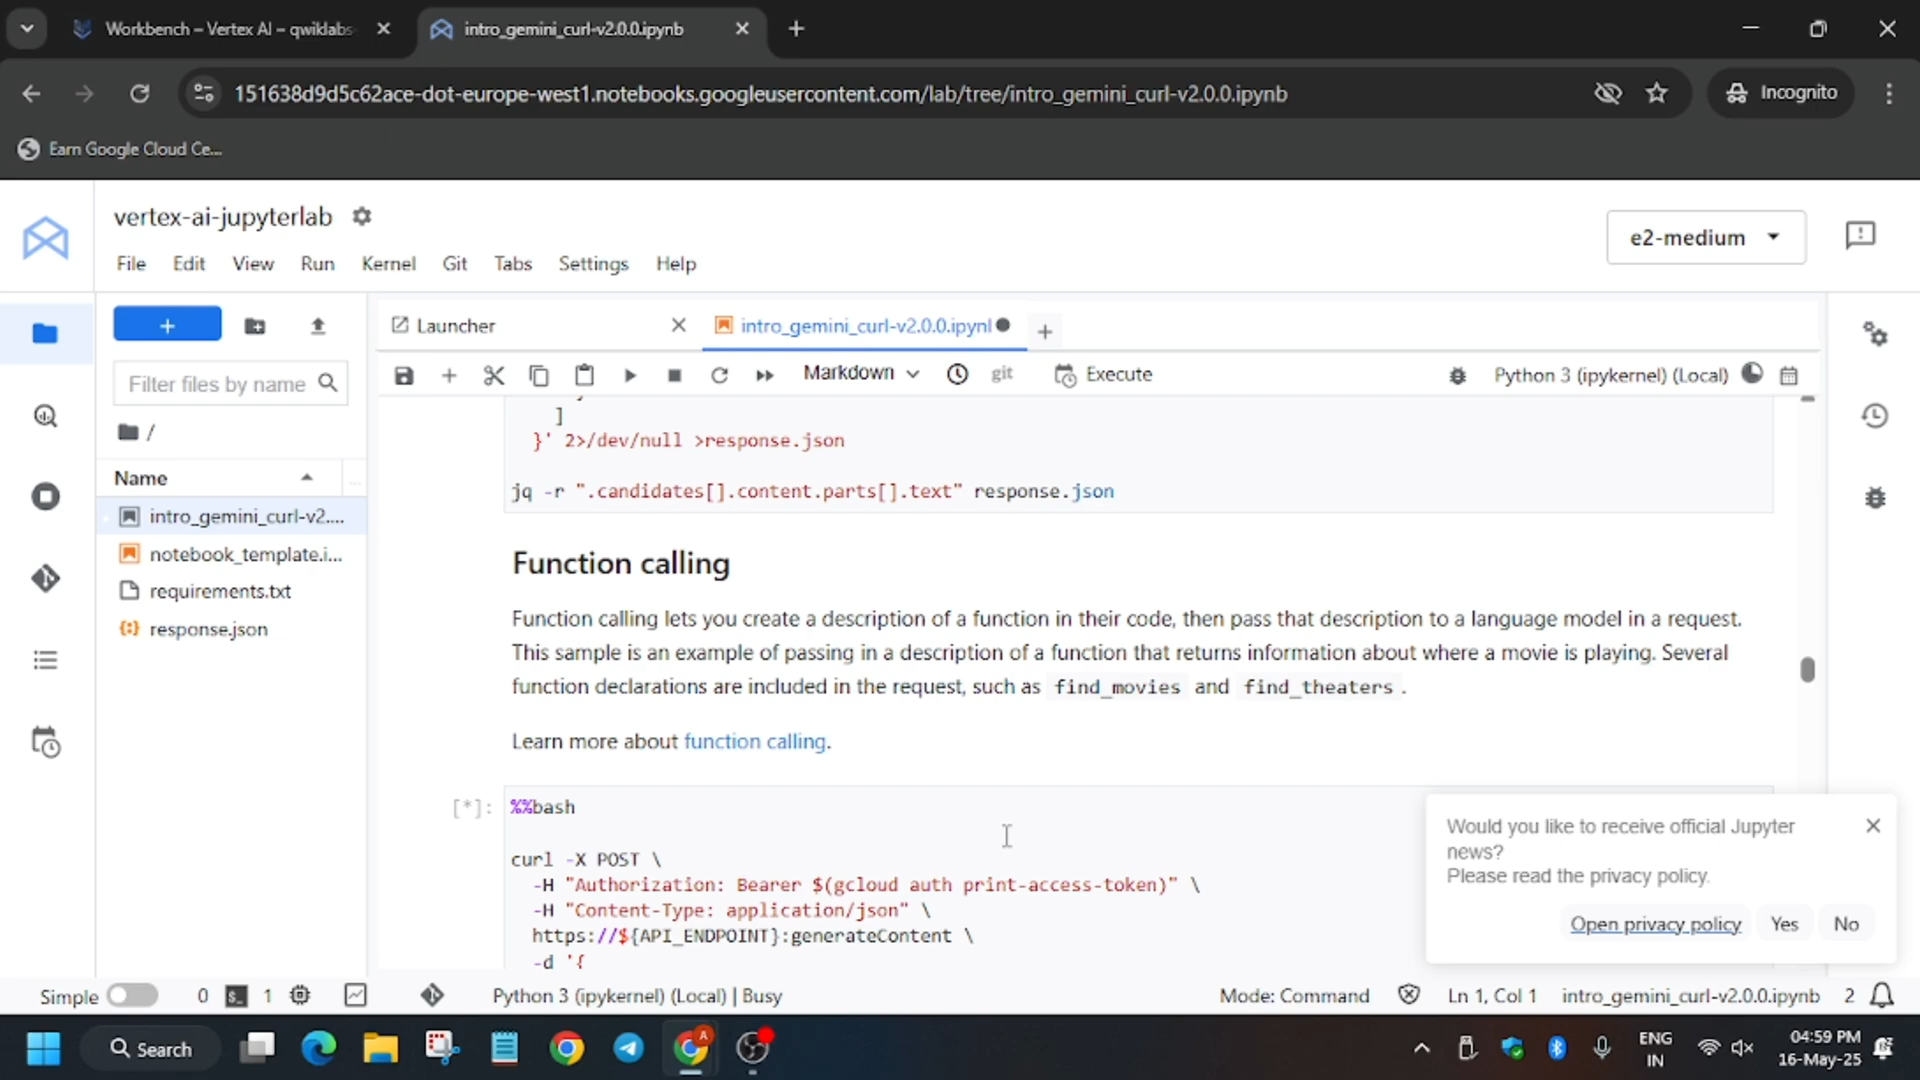 Workbench – Vertex AI – qwiklabs-
intro_gemini_curl-v2.0.0.ipynb
151638d9d5c62ace-dot-europe-west1.notebooks.googleusercontent.com/lab/tree/intro_gemini_curl-v2.0.0.ipynb
Incognito
Earn Google Cloud Ce...
vertex-ai-jupyterlab
e2-medium
File Edit View Run Kernel Git Tabs Settings Help
Launcher
intro_gemini_curl-v2.0.0.ipynl
Filter files by name
Markdown
git
Execute
Python 3 (ipykernel) (Local)
/
Name
...
intro_gemini_curl-v2....
notebook_template.i...
requirements.txt
response.json
]
}' 2>/dev/null >response.json
jq -r ".candidates[].content.parts[].text" response.json
Function calling
Function calling lets you create a description of a function in their code, then pass that description to a language model in a request.
This sample is an example of passing in a description of a function that returns information about where a movie is playing. Several
function declarations are included in the request, such as find_movies and find_theaters .
Learn more about function calling.
[*]: %%bash
curl -X POST \
-H "Authorization: Bearer $(gcloud auth print-access-token)" \
-H "Content-Type: application/json" \
https://${API_ENDPOINT}:generateContent \
-d '{
Would you like to receive official Jupyter
news?
Please read the privacy policy.
Open privacy policy Yes No
Simple 0 1 Python 3 (ipykernel) (Local) | Busy Mode: Command Ln 1, Col 1 intro_gemini_curl-v2.0.0.ipynb 2
Search
A
ENG
IN
04:59 PM
16-May-25